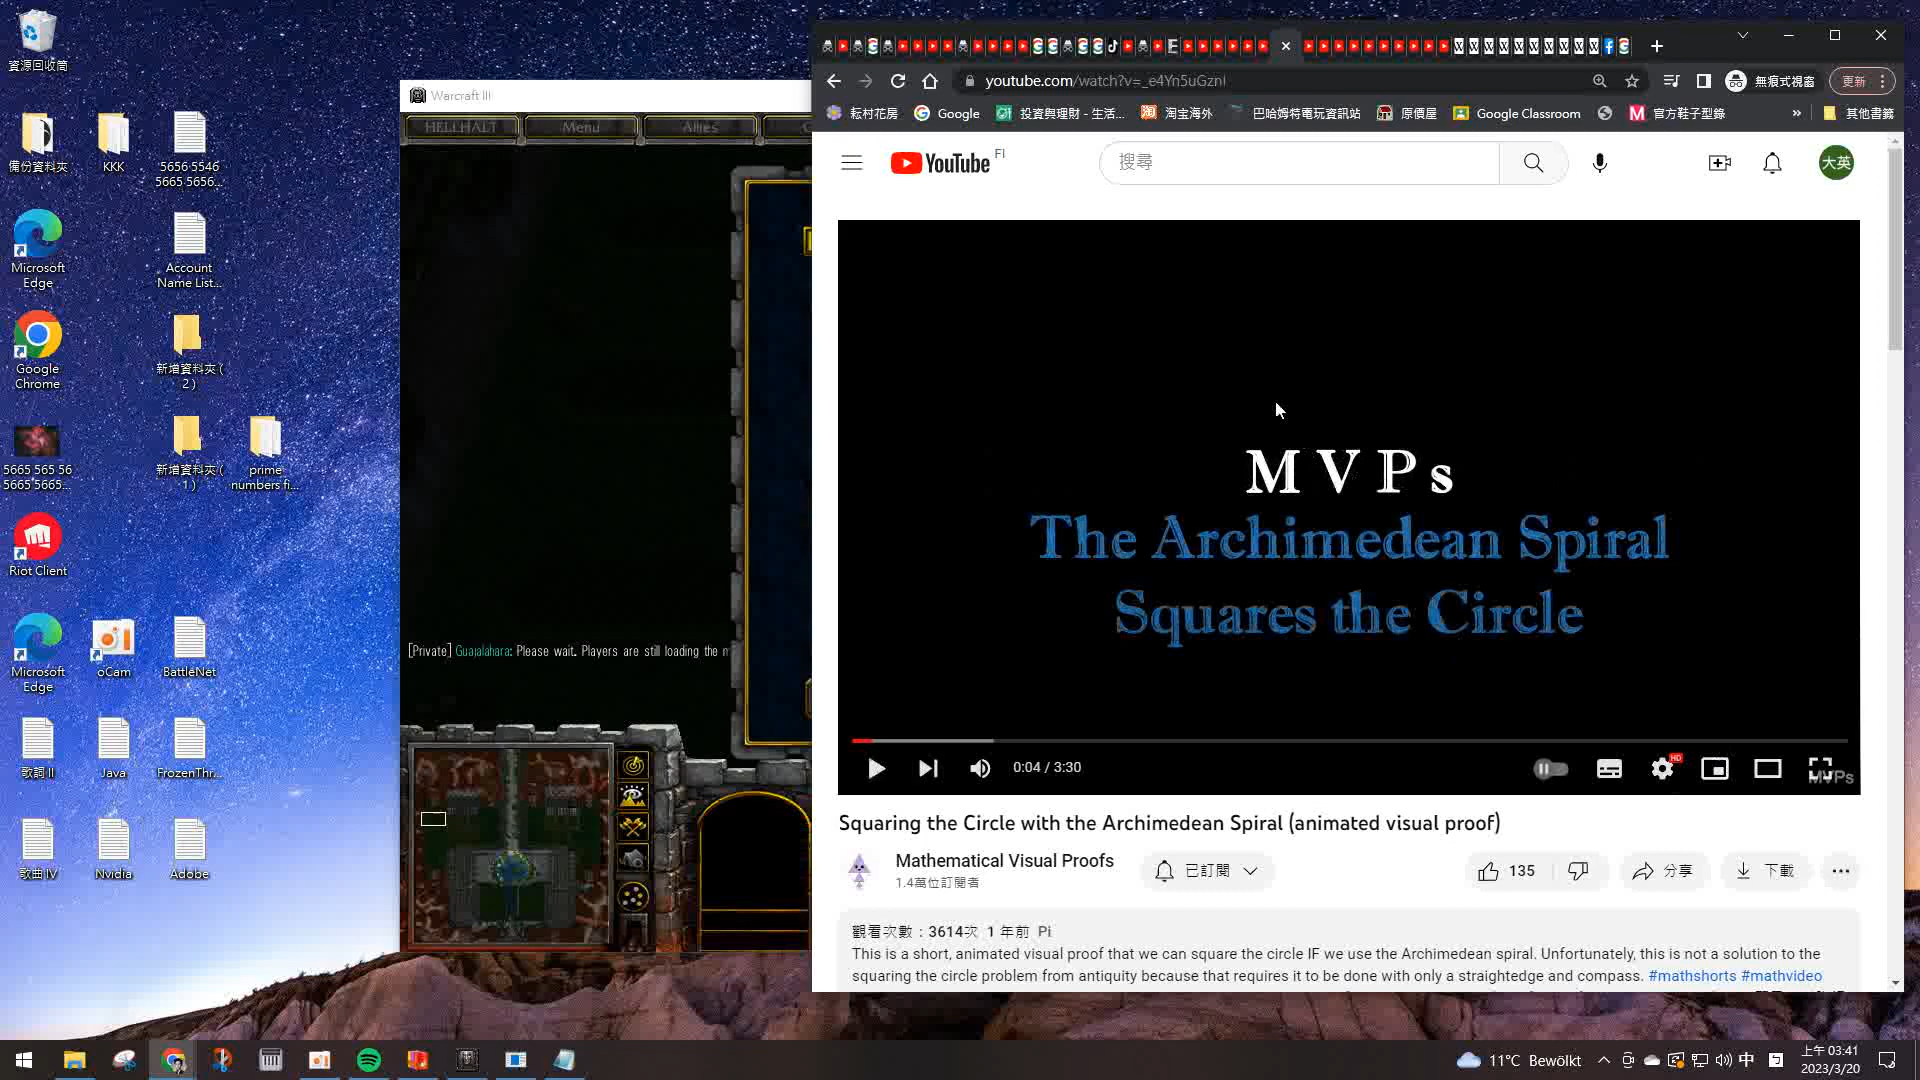 資源回收筒
備份資料夾
KKK
5656 5546
5665 5656...
Microsoft
Edge
Account
Name List...
Google
Chrome
新增資料夾 (
2 )
5665 565 56
5665 5665...
新增資料夾 (
1 )
prime
numbers fi...
Riot Client
Microsoft
Edge
oCam
BattleNet
歌詞 II
Java
FrozenThr...
歌曲 IV
Nvidia
Adobe
Warcraft III
HELLHALT
Menu
Allies
[Private] Guajalahara: Please wait. Players are still loading the m
youtube.com/watch?v=_e4Yn5uGznI
無痕式視窗
更新
耘村花房
Google
投資與理財 - 生活...
淘宝海外
巴哈姆特電玩資訊站
原價屋
Google Classroom
官方鞋子型錄
»
其他書籤
YouTube FI
搜尋
大英
M V P s
The Archimedean Spiral
Squares the Circle
0:04 / 3:30
HD
MVPs
Squaring the Circle with the Archimedean Spiral (animated visual proof)
Mathematical Visual Proofs
1.4萬位訂閱者
已訂閱
135
分享
下載
觀看次數：3614次 1 年前 Pi
This is a short, animated visual proof that we can square the circle IF we use the Archimedean spiral. Unfortunately, this is not a solution to the
squaring the circle problem from antiquity because that requires it to be done with only a straightedge and compass. #mathshorts #mathvideo
11°C Bewölkt
中
上午 03:41
2023/3/20